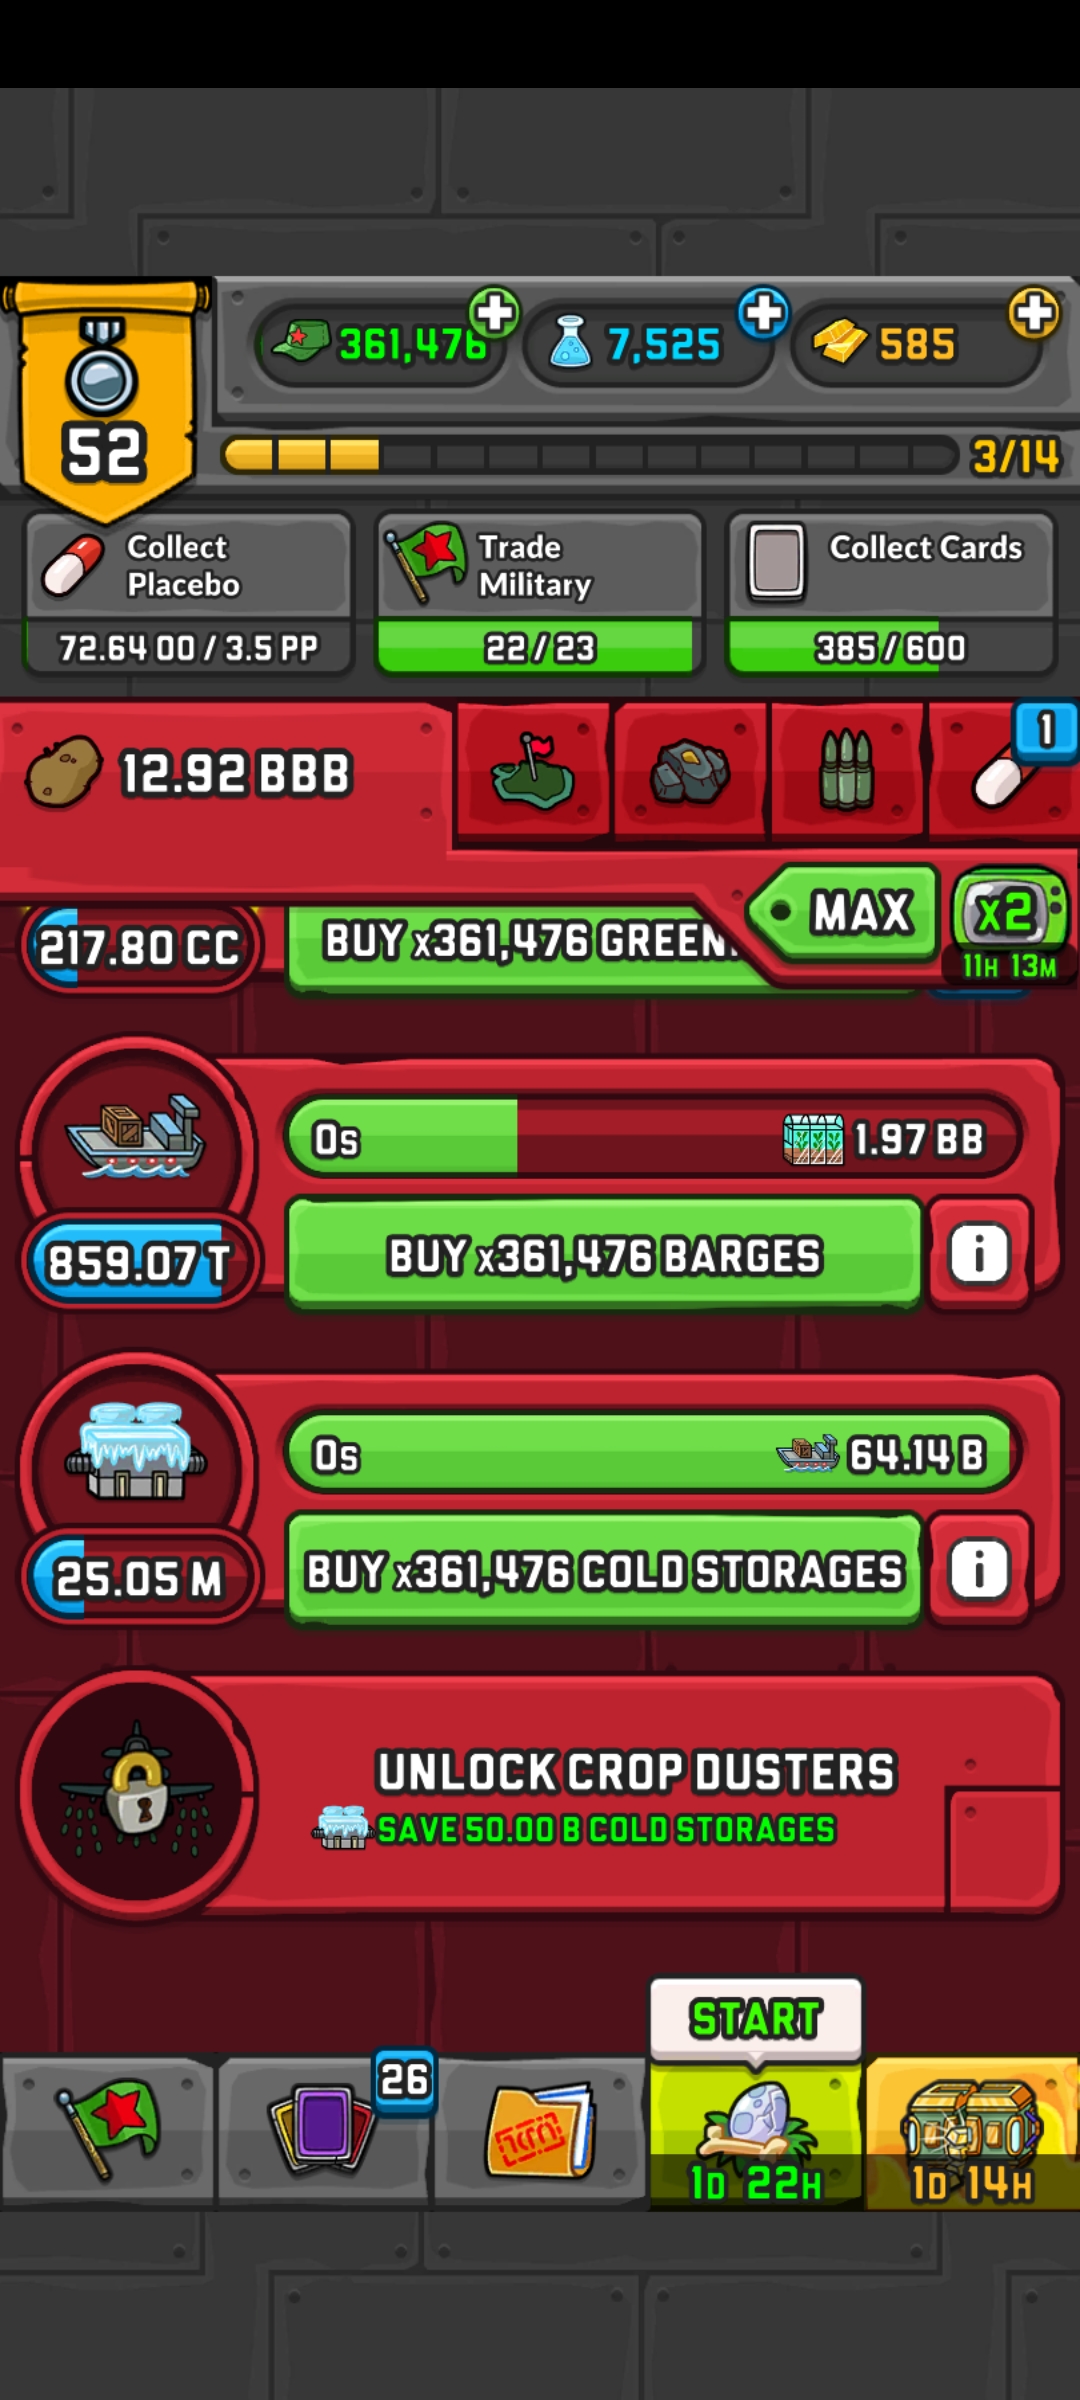 361,476
7,525
585
52
3/14
Collect Placebo
72.64 OO / 3.5 PP
Trade Military
22 / 23
Collect Cards
385 / 600
12.92 BBB
1
MAX
x2
11H 13M
217.80 CC
BUY x361,476 GREEN
0s
1.97 BB
859.07 T
BUY x361,476 BARGES
i
0s
64.14 B
25.05 M
BUY x361,476 COLD STORAGES
i
UNLOCK CROP DUSTERS
SAVE 50.00 B COLD STORAGES
START
26
1D 22H
1D 14H